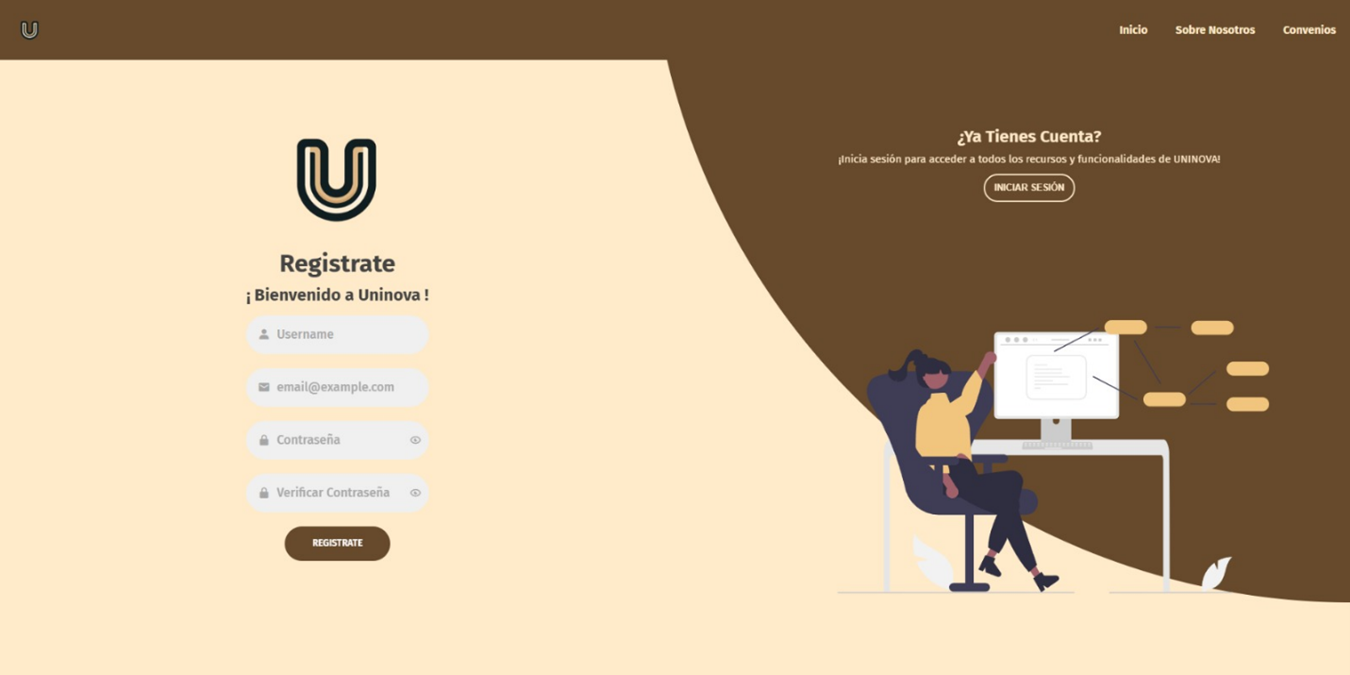 U
Inicio Sobre Nosotros Convenios
U
Registrate
¡ Bienvenido a Uninova !
Username
email@example.com
Contraseña
Verificar Contraseña
REGISTRATE
¿Ya Tienes Cuenta?
¡Inicia sesión para acceder a todos los recursos y funcionalidades de UNINOVA!
INICIAR SESIÓN